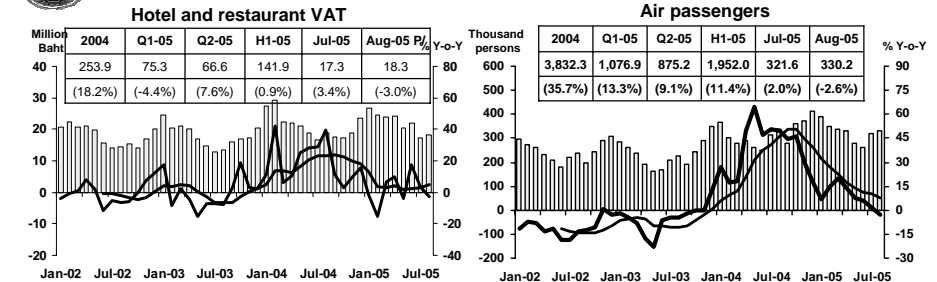 Hotel and restaurant VAT
Million Baht
% Y-o-Y
2004 Q1-05 Q2-05 H1-05 Jul-05 Aug-05 P/
253.9 75.3 66.6 141.9 17.3 18.3
(18.2%) (-4.4%) (7.6%) (0.9%) (3.4%) (-3.0%)
40 80
30 60
20 40
10 20
0 0
-10 -20
-20 -40
Jan-02 Jul-02 Jan-03 Jul-03 Jan-04 Jul-04 Jan-05 Jul-05
Air passengers
Thousand persons
% Y-o-Y
2004 Q1-05 Q2-05 H1-05 Jul-05 Aug-05
3,832.3 1,076.9 875.2 1,952.0 321.6 330.2
(35.7%) (13.3%) (9.1%) (11.4%) (2.0%) (-2.6%)
600 90
500 75
400 60
300 45
200 30
100 15
0 0
-100 -15
-200 -30
Jan-02 Jul-02 Jan-03 Jul-03 Jan-04 Jul-04 Jan-05 Jul-05